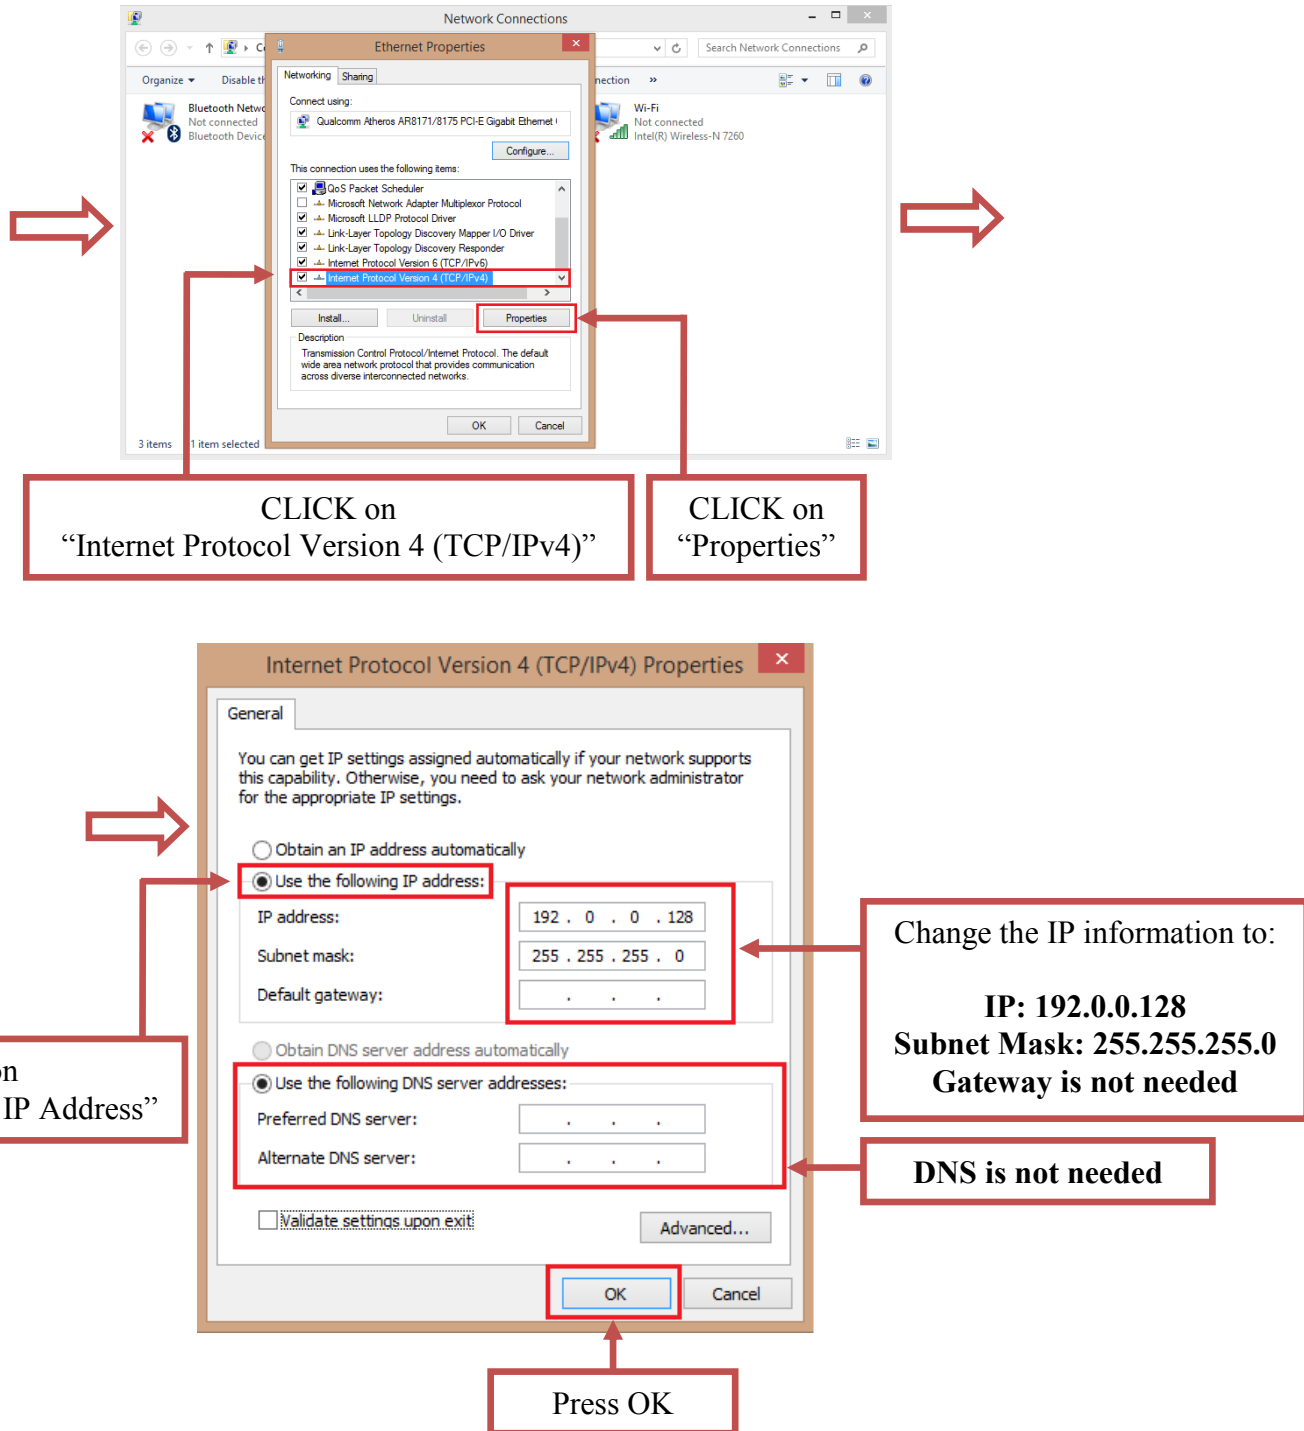 Network Connections
Ethernet Properties
Search Network Connections
Organize
Disable th
nection
»
Networking
Sharing
Connect using:
Qualcomm Atheros AR8171/8175 PCI-E Gigabit Ethernet
Configure...
This connection uses the following items:
QoS Packet Scheduler
Microsoft Network Adapter Multiplexor Protocol
Microsoft LLDP Protocol Driver
Link-Layer Topology Discovery Mapper I/O Driver
Link-Layer Topology Discovery Responder
Internet Protocol Version 6 (TCP/IPv6)
Internet Protocol Version 4 (TCP/IPv4)
Install...
Uninstall
Properties
Description
Transmission Control Protocol/Internet Protocol. The default
wide area network protocol that provides communication
across diverse interconnected networks.
OK
Cancel
Bluetooth Netwo
Not connected
Bluetooth Device
Wi-Fi
Not connected
Intel(R) Wireless-N 7260
3 items
1 item selected
CLICK on
“Internet Protocol Version 4 (TCP/IPv4)”
CLICK on
“Properties”
Internet Protocol Version 4 (TCP/IPv4) Properties
General
You can get IP settings assigned automatically if your network supports
this capability. Otherwise, you need to ask your network administrator
for the appropriate IP settings.
Obtain an IP address automatically
Use the following IP address:
IP address: 192 . 0 . 0 . 128
Subnet mask: 255 . 255 . 255 . 0
Default gateway: . . .
Obtain DNS server address automatically
Use the following DNS server addresses:
Preferred DNS server: . . .
Alternate DNS server: . . .
Validate settings upon exit
Advanced...
OK
Cancel
on
IP Address”
Change the IP information to:
IP: 192.0.0.128
Subnet Mask: 255.255.255.0
Gateway is not needed
DNS is not needed
Press OK